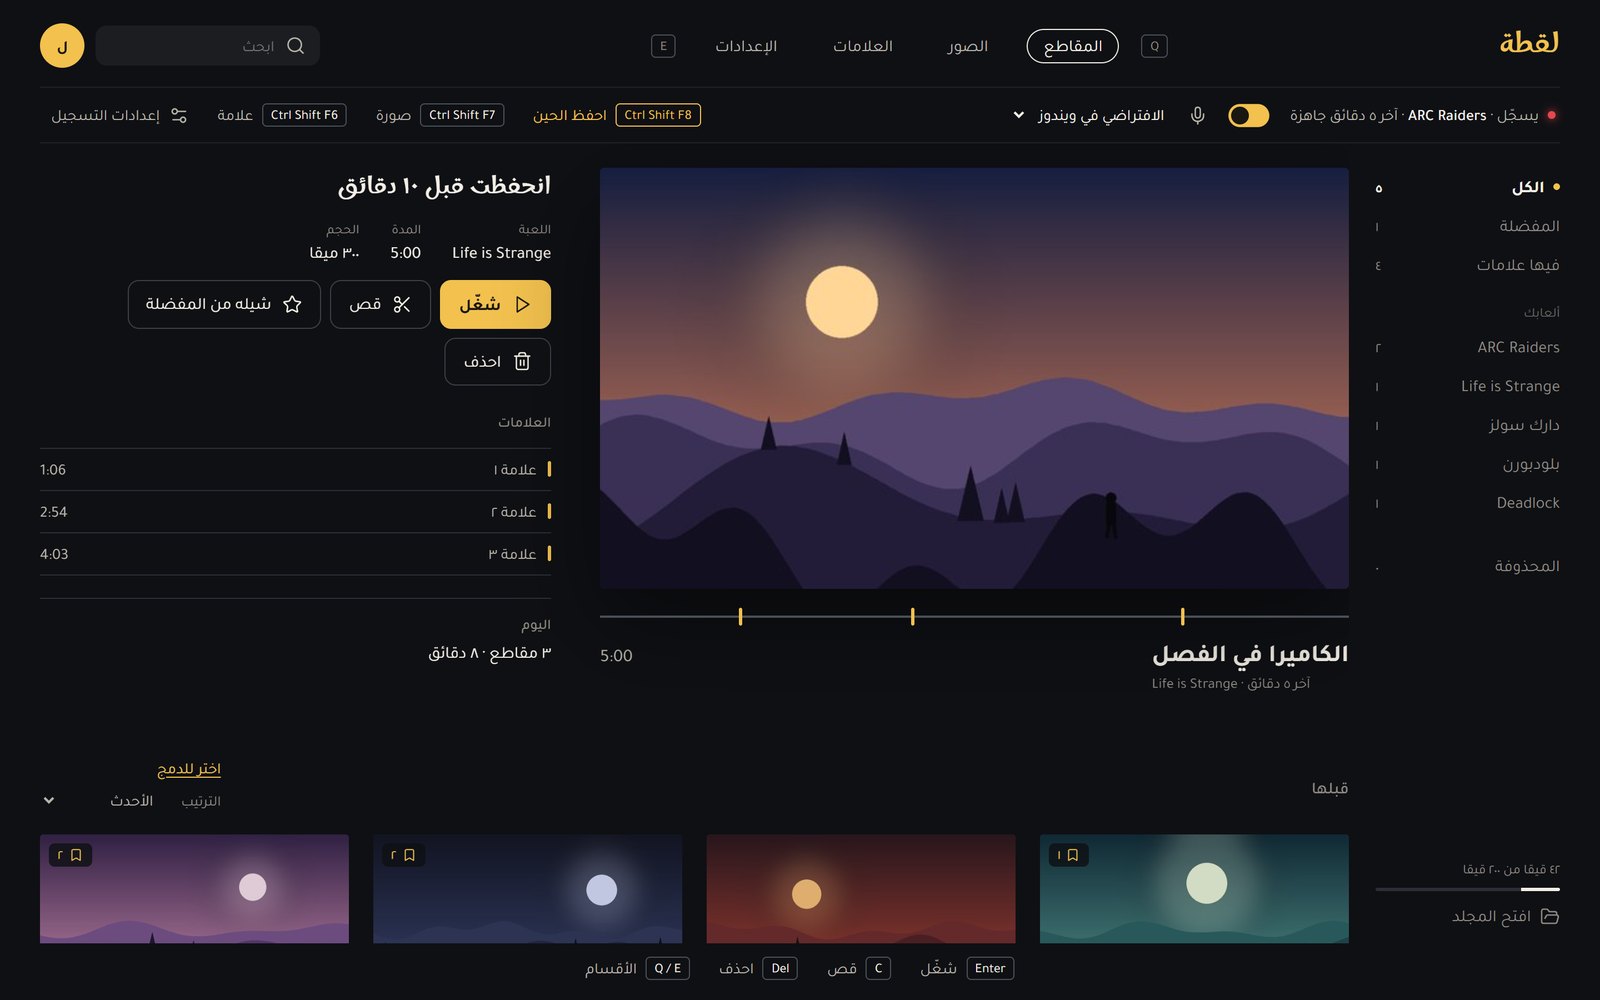 لقطة
Q
المقاطع
الصور
العلامات
الإعدادات
E
ابحث
ل
يسجّل · ARC Raiders · آخر ٥ دقائق جاهزة
الافتراضي في ويندوز
Ctrl Shift F8 احفظ الحين
Ctrl Shift F7 صورة
Ctrl Shift F6 علامة
إعدادات التسجيل
الكل ٥
المفضلة ١
فيها علامات ٤
ألعابك
ARC Raiders ٢
Life is Strange ١
دارك سولز ١
بلودبورن ١
Deadlock ١
المحذوفة ٠
٤٢ قيقا من ٢٠٠ قيقا
افتح المجلد
الكاميرا في الفصل
5:00
آخر ٥ دقائق · Life is Strange
انحفظت قبل ١٠ دقائق
اللعبة المدة الحجم
Life is Strange 5:00 ٣٠٠ ميقا
شغّل
قص
شيله من المفضلة
احذف
العلامات
علامة ١ 1:06
علامة ٢ 2:54
علامة ٣ 4:03
اليوم
٣ مقاطع · ٨ دقائق
قبلها
اختر للدمج
الترتيب الأحدث
١
٢
٢
Enter شغّل
C قص
Del احذف
Q / E الأقسام